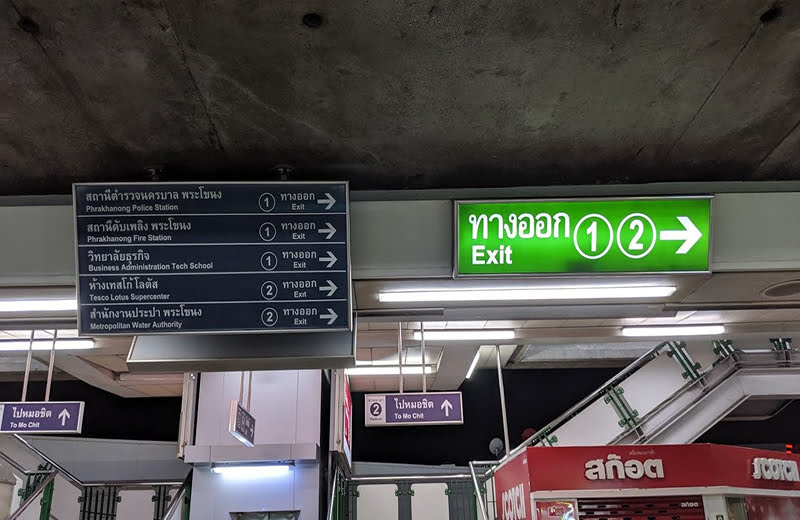 สถานีตำรวจนครบาล พระโขนง
Phrakhanong Police Station
1 ทางออก
Exit
สถานีดับเพลิง พระโขนง
Phrakhanong Fire Station
1 ทางออก
Exit
วิทยาลัยธุรกิจ
Business Administration Tech School
1 ทางออก
Exit
ห้างเทสโก้ โลตัส
Tesco Lotus Supercenter
2 ทางออก
Exit
สำนักงานประปา พระโขนง
Metropolitan Water Authority
2 ทางออก
Exit
ทางออก 1 2
Exit
ไปหมอชิต
To Mo Chit
2
ไปหมอชิต
To Mo Chit
สก๊อต
SCOTCH
SCOTCH